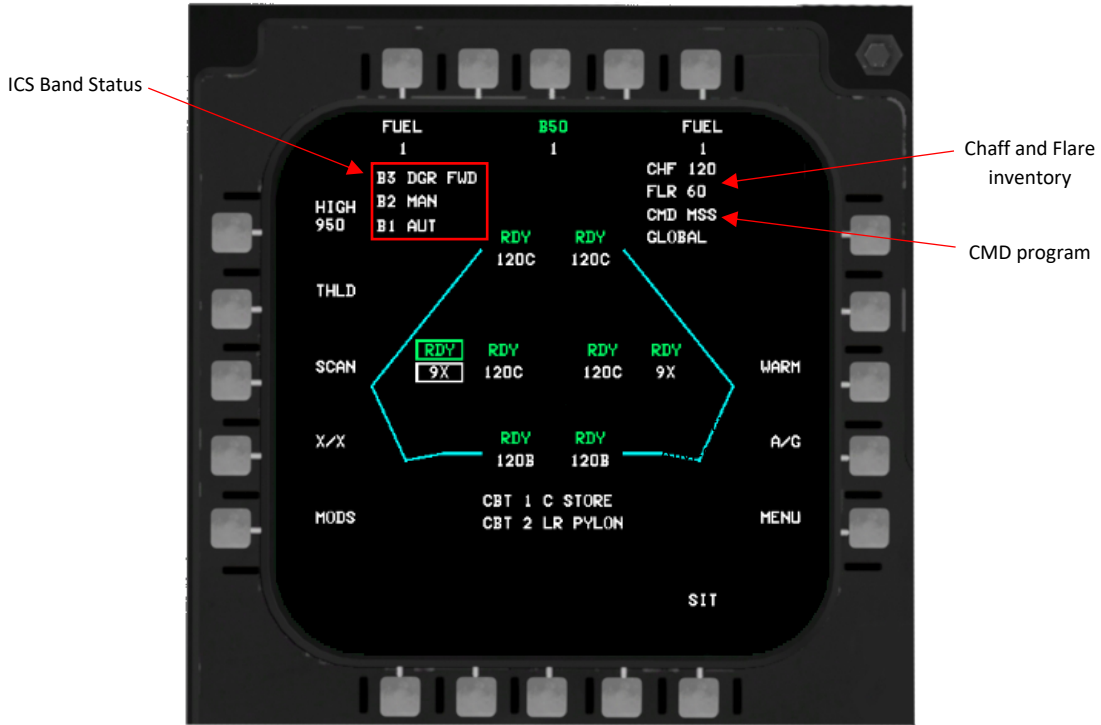 ICS Band Status
FUEL
1
B50
1
FUEL
1
B3 DGR FWD
B2 MAN
B1 AUT
CHF 120
FLR 60
CMD MSS
GLOBAL
Chaff and Flare
inventory
CMD program
HIGH
950
RDY RDY
120C 120C
THLD
SCAN
RDY RDY RDY RDY
9X 120C 120C 9X
WARM
X/X
RDY RDY
120B 120B
A/G
MODS
CBT 1 C STORE
CBT 2 LR PYLON
MENU
SIT